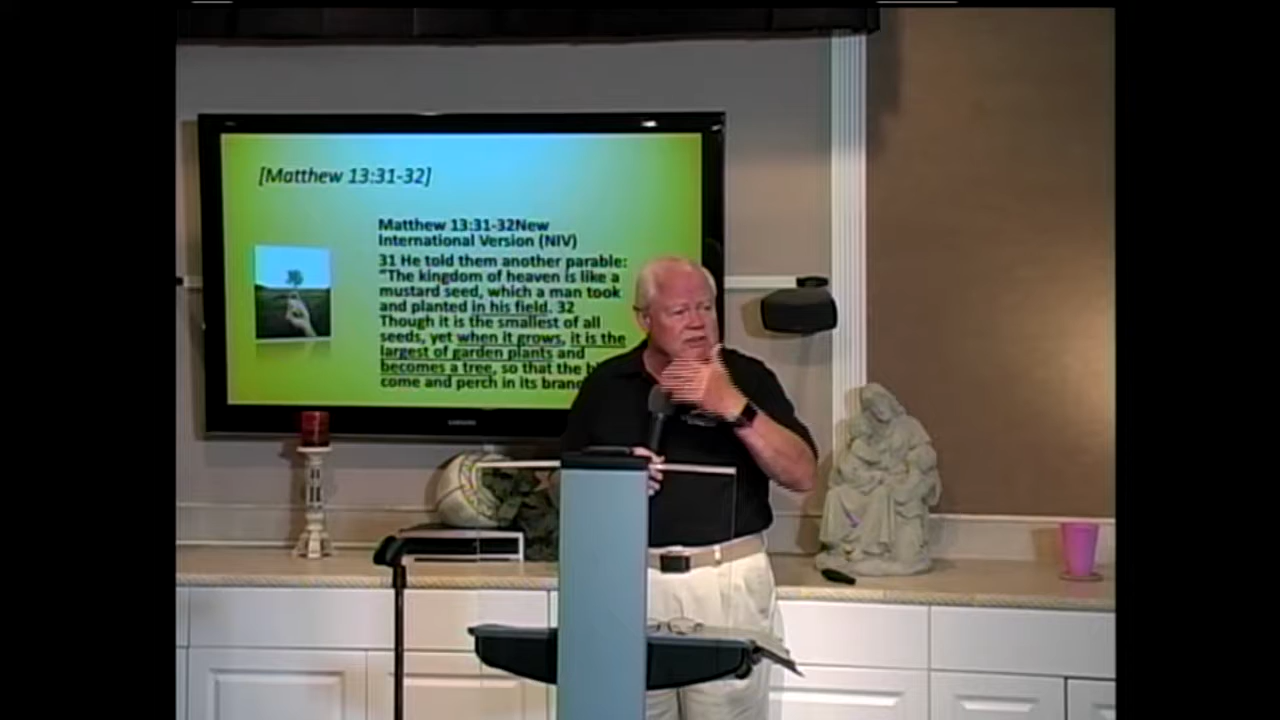 [Matthew 13:31-32]
Matthew 13:31-32New
International Version (NIV)
31 He told them another parable:
"The kingdom of heaven is like a
mustard seed, which a man took
and planted in his field. 32
Though it is the smallest of all
seeds, yet when it grows, it is the
largest of garden plants and
becomes a tree, so that the
come and perch in its
SAMSUNG